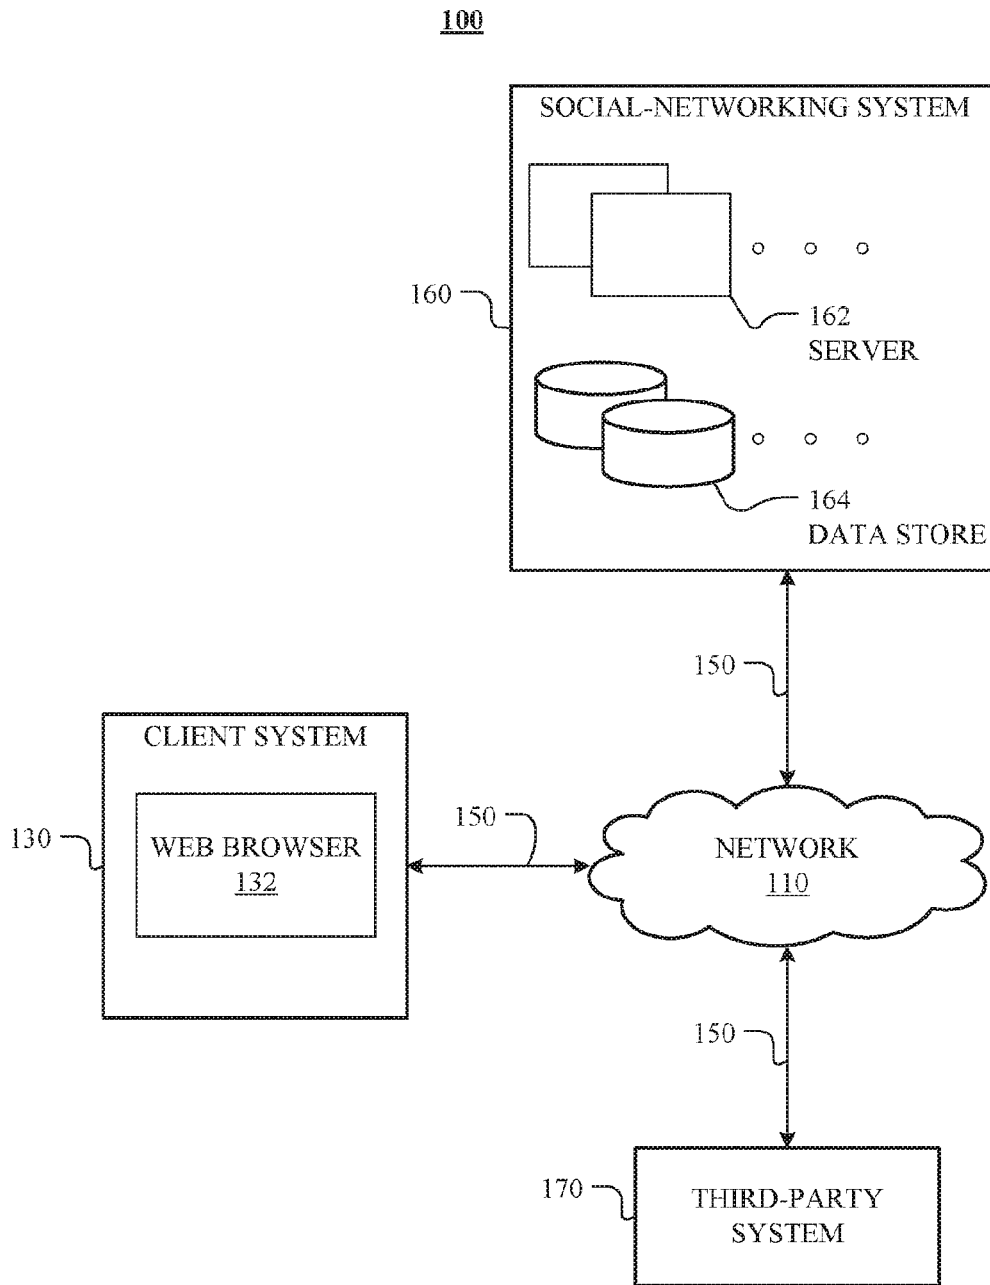 100
SOCIAL-NETWORKING SYSTEM
160
162
SERVER
164
DATA STORE
150
CLIENT SYSTEM
130
WEB BROWSER
132
150
NETWORK
110
150
170
THIRD-PARTY
SYSTEM